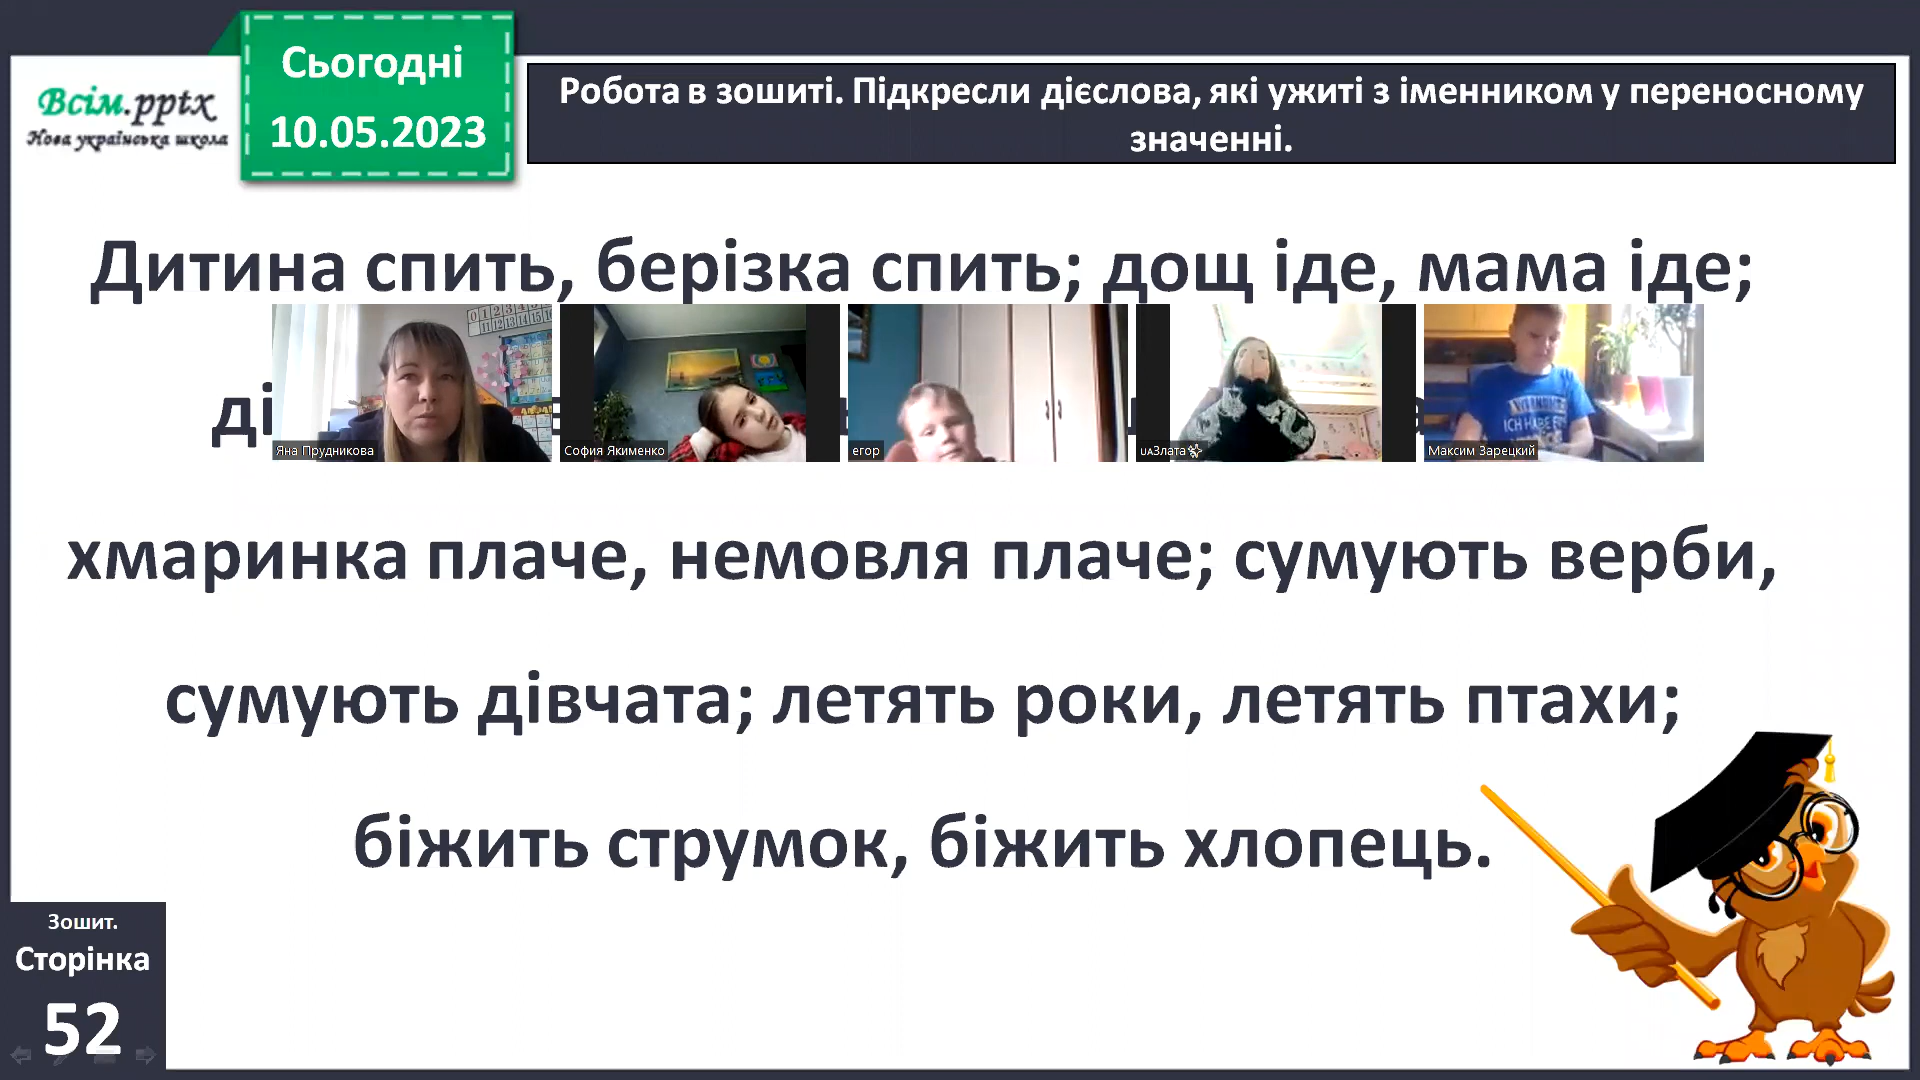 Сьогодні
10.05.2023
Всім.pptx
Нова українська школа
Робота в зошиті. Підкресли дієслова, які ужиті з іменником у переносному
значенні.
Дитина спить, берізка спить; дощ іде, мама іде;
Яна Прудникова
София Якименко
егор
UAЗлата
Максим Зарецкий
хмаринка плаче, немовля плаче; сумують верби,
сумують дівчата; летять роки, летять птахи;
біжить струмок, біжить хлопець.
Зошит.
Сторінка
52